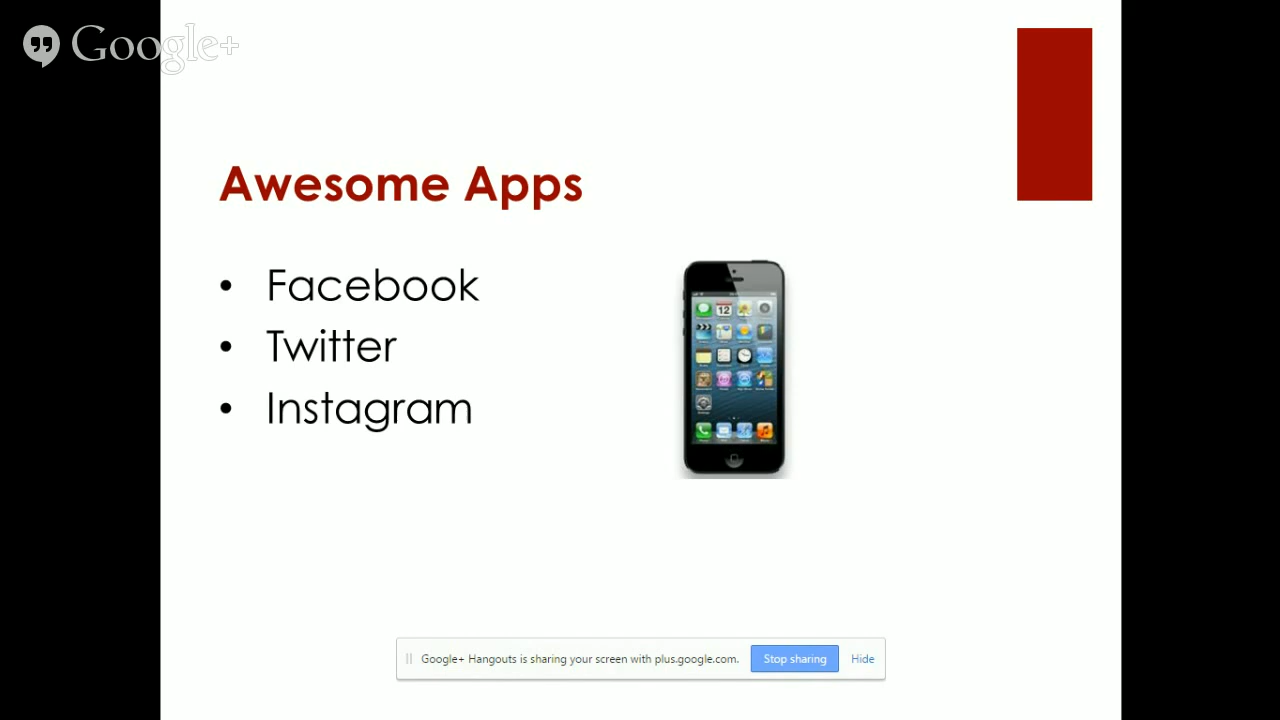 Google+
Awesome Apps
• Facebook
• Twitter
• Instagram
12
Google+ Hangouts is sharing your screen with plus.google.com. Stop sharing Hide